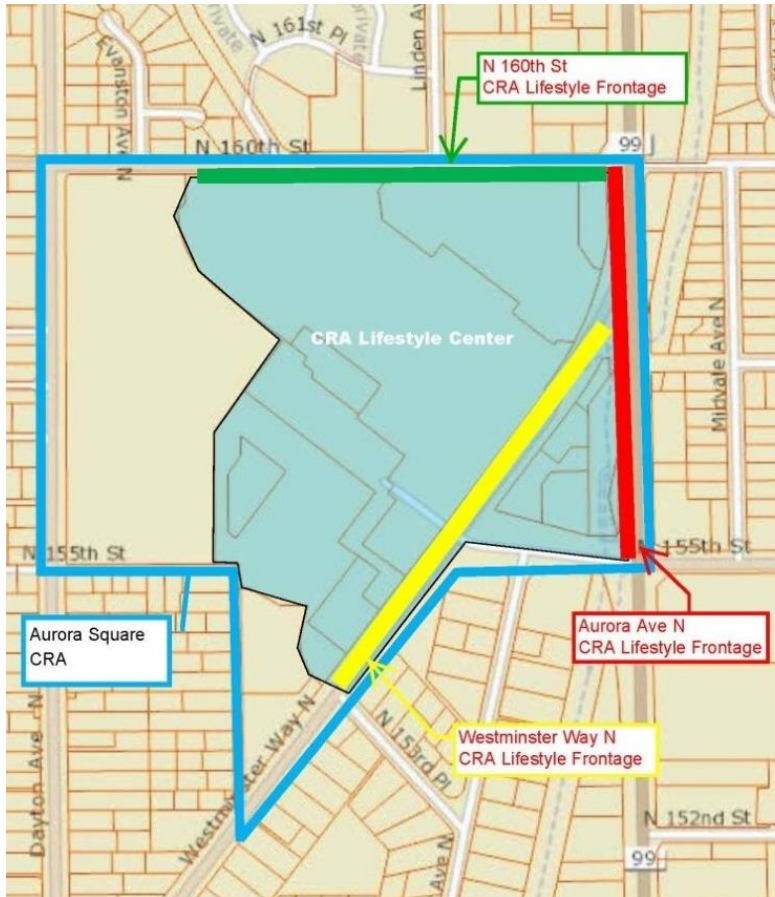 Private
N 161st Pl
private
Linden Av
Evanston Ave N
N 160th St
CRA Lifestyle Frontage
N 160th St
99
CRA Lifestyle Center
Midvale Ave N
N 155th St
N 155th St
Aurora Square
CRA
Aurora Ave N
CRA Lifestyle Frontage
Westminster Way N
CRA Lifestyle Frontage
Dayton Ave N
Westminster Way N
N 153rd Pl
Ave N
N 152nd St
99